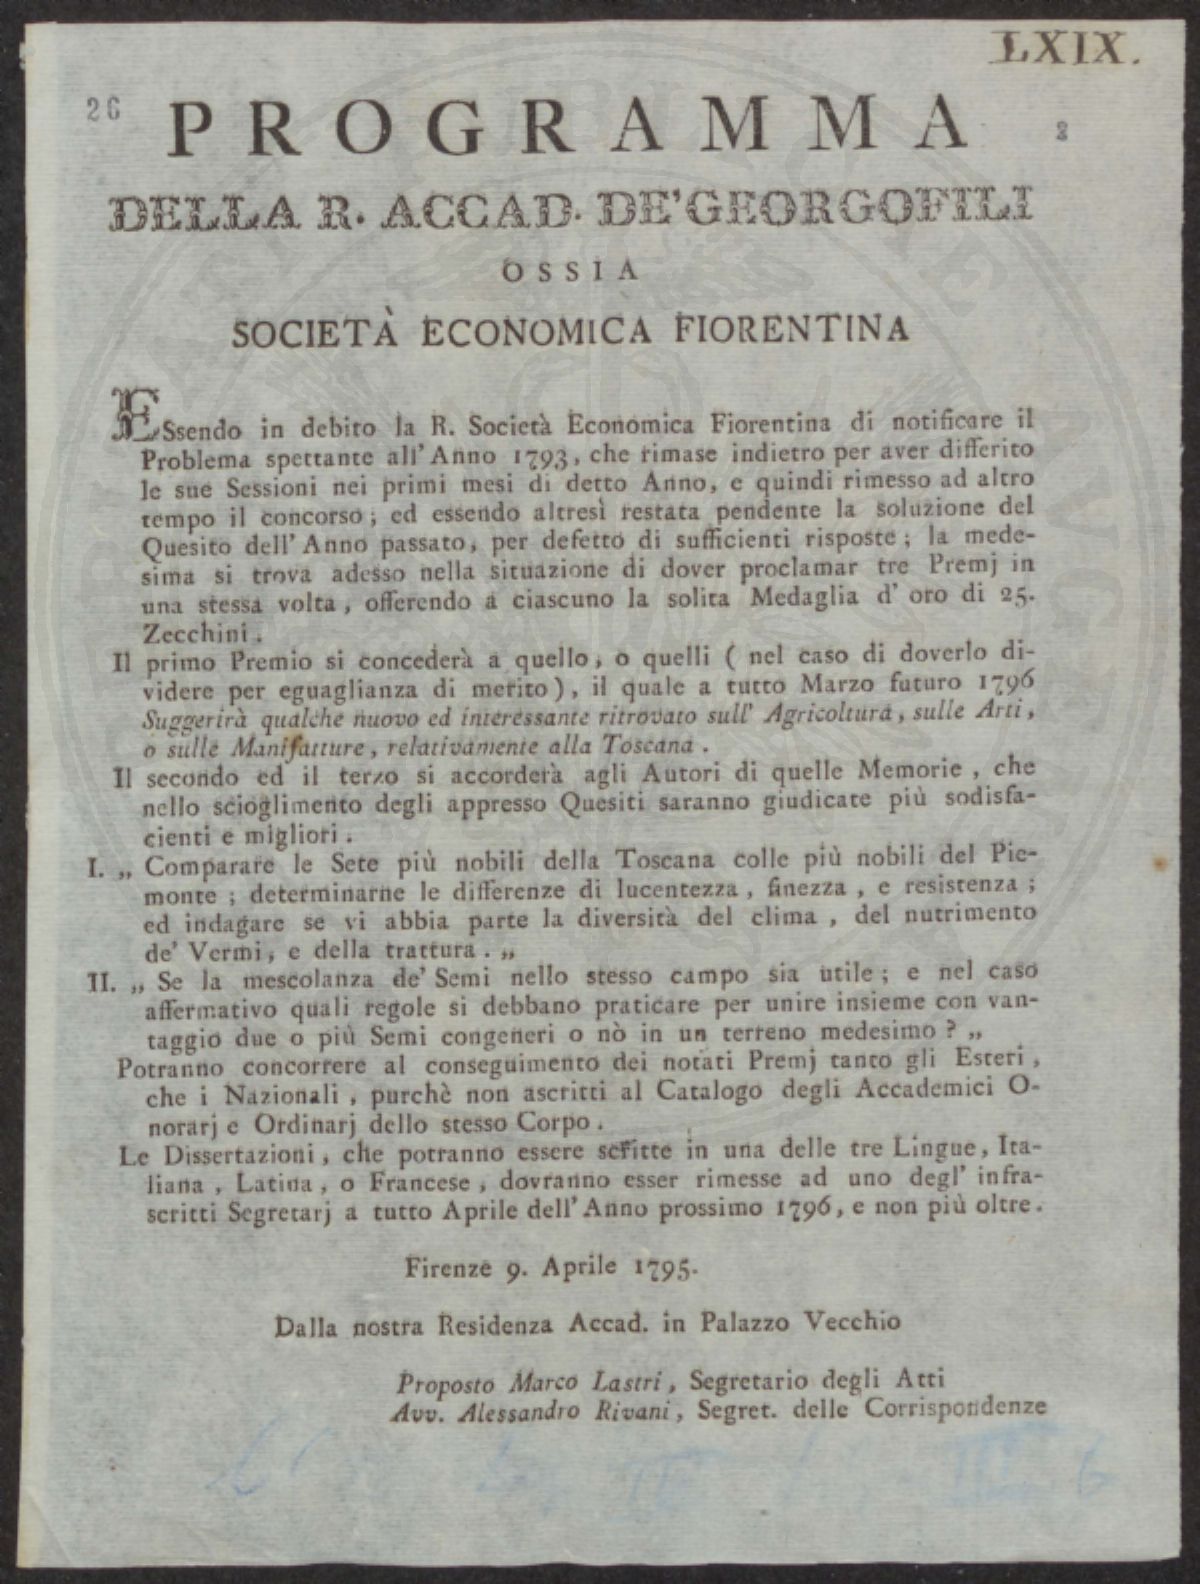 LXIX.
26
PROGRAMMA
2
DELLA R. ACCAD. DE' GEORGOFILI
OSSIA
SOCIETÀ ECONOMICA FIORENTINA
ESsendo in debito la R. Società Economica Fiorentina di notificare il
Problema spettante all' Anno 1793, che rimase indietro per aver differito
le sue Sessioni nei primi mesi di detto Anno, e quindi rimesso ad altro
tempo il concorso; ed essendo altresì restata pendente la soluzione del
Quesito dell' Anno passato, per defetto di sufficienti risposte; la mede-
sima si trova adesso nella situazione di dover proclamar tre Premj in
una stessa volta, offerendo a ciascuno la solita Medaglia d' oro di 25.
Zecchini.
Il primo Premio si concederà a quello, o quelli ( nel caso di doverlo di-
videre per eguaglianza di merito ), il quale a tutto Marzo futuro 1796
Suggerirà qualche nuovo ed interessante ritrovato sull' Agricoltura, sulle Arti,
o sulle Manifatture, relativamente alla Toscana.
Il secondo ed il terzo si accorderà agli Autori di quelle Memorie, che
nello scioglimento degli appresso Quesiti saranno giudicate più sodisfa-
cienti e migliori.
I. „ Comparare le Sete più nobili della Toscana colle più nobili del Pie-
monte; determinarne le differenze di lucentezza, finezza, e resistenza;
ed indagare se vi abbia parte la diversità del clima, del nutrimento
de' Vermi, e della trattura. „
II. „ Se la mescolanza de' Semi nello stesso campo sia utile; e nel caso
affermativo quali regole si debbano praticare per unire insieme con van-
taggio due o più Semi congeneri o nò in un terreno medesimo? „
Potranno concorrere al conseguimento dei notati Premj tanto gli Esteri,
che i Nazionali, purchè non ascritti al Catalogo degli Accademici O-
norarj e Ordinarj dello stesso Corpo.
Le Dissertazioni, che potranno essere scritte in una delle tre Lingue, Ita-
liana, Latina, o Francese, dovranno esser rimesse ad uno degl' infra-
scritti Segretarj a tutto Aprile dell' Anno prossimo 1796, e non più oltre.
Firenze 9. Aprile 1795.
Dalla nostra Residenza Accad. in Palazzo Vecchio
Proposto Marco Lastri, Segretario degli Atti
Avv. Alessandro Rivani, Segret. delle Corrispondenze